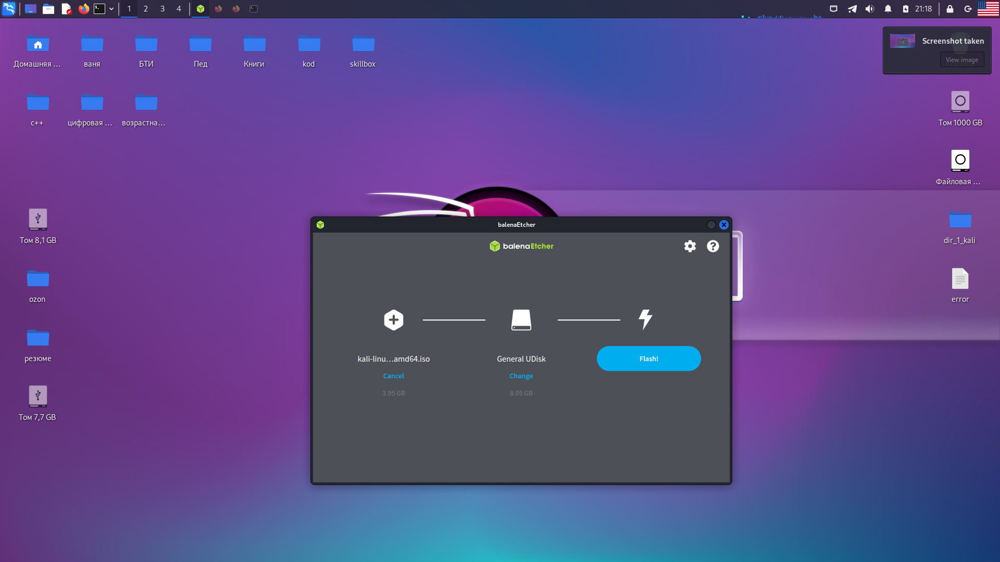 1 2 3 4
21:18
Домашняя ...
ваня
БТИ
Пед
Книги
kod
skillbox
Screenshot taken
View image
c++
цифровая ...
возрастна...
Том 1000 GB
Файловая ...
Том 8,1 GB
dir_1_kali
ozon
error
резюме
Том 7,7 GB
balenaEtcher
balenaEtcher
kali-linu...amd64.iso
General UDisk
Flash!
Cancel
Change
3.95 GB
8.05 GB